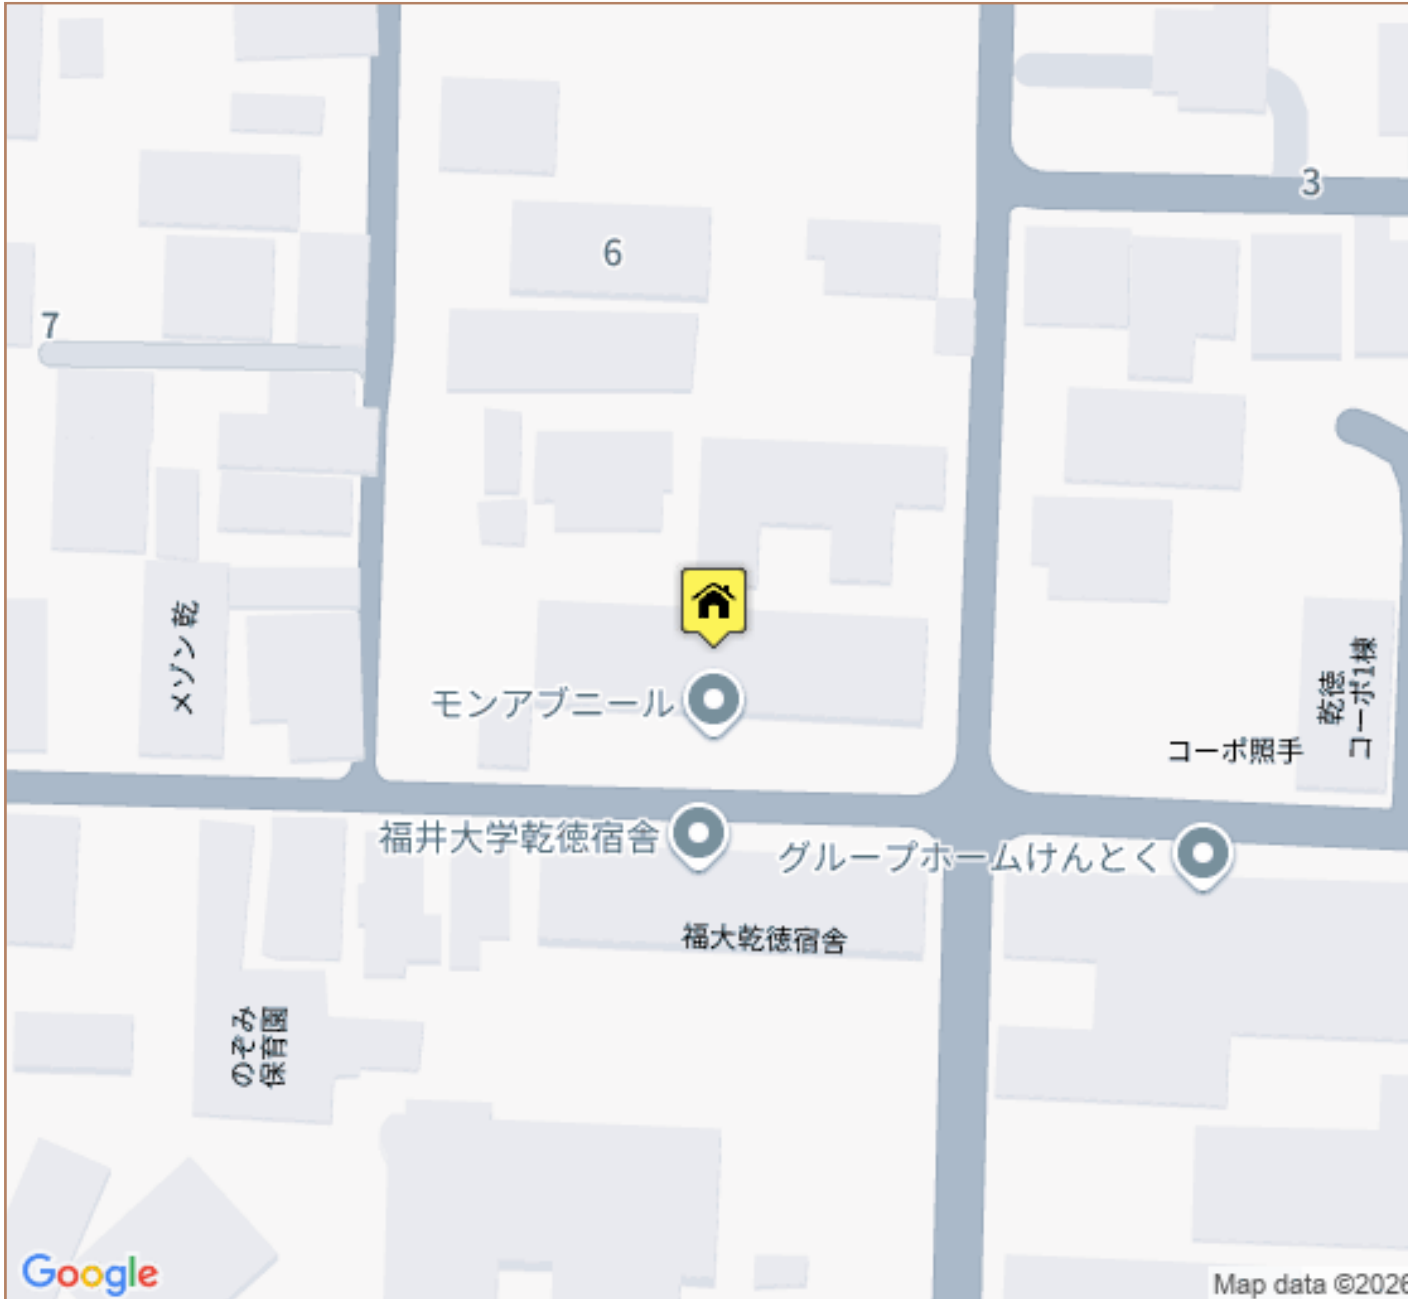 3
6
7
メゾン 乾
モンアブニール
乾徳
コーポ1棟
コーポ照手
福井大学乾徳宿舎
グループホームけんとく
福大乾徳宿舎
のぞみ
保育園
Google
Map data ©2026